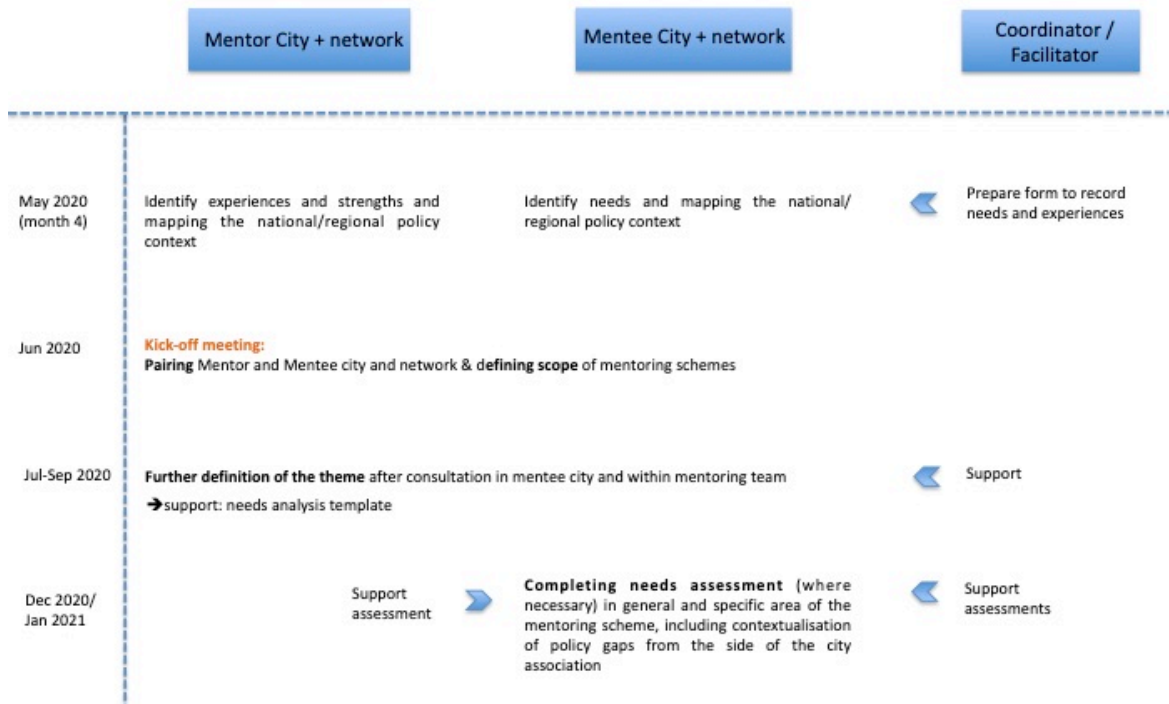 Mentor City + network
Mentee City + network
Coordinator /
Facilitator
May 2020
(month 4)
Identify experiences and strengths and
mapping the national/regional policy
context
Identify needs and mapping the national/
regional policy context
Prepare form to record
needs and experiences
Jun 2020
Kick-off meeting:
Pairing Mentor and Mentee city and network & defining scope of mentoring schemes
Jul-Sep 2020
Further definition of the theme after consultation in mentee city and within mentoring team
➔support: needs analysis template
Support
Dec 2020/
Jan 2021
Support
assessment
Completing needs assessment (where
necessary) in general and specific area of the
mentoring scheme, including contextualisation
of policy gaps from the side of the city
association
Support
assessments